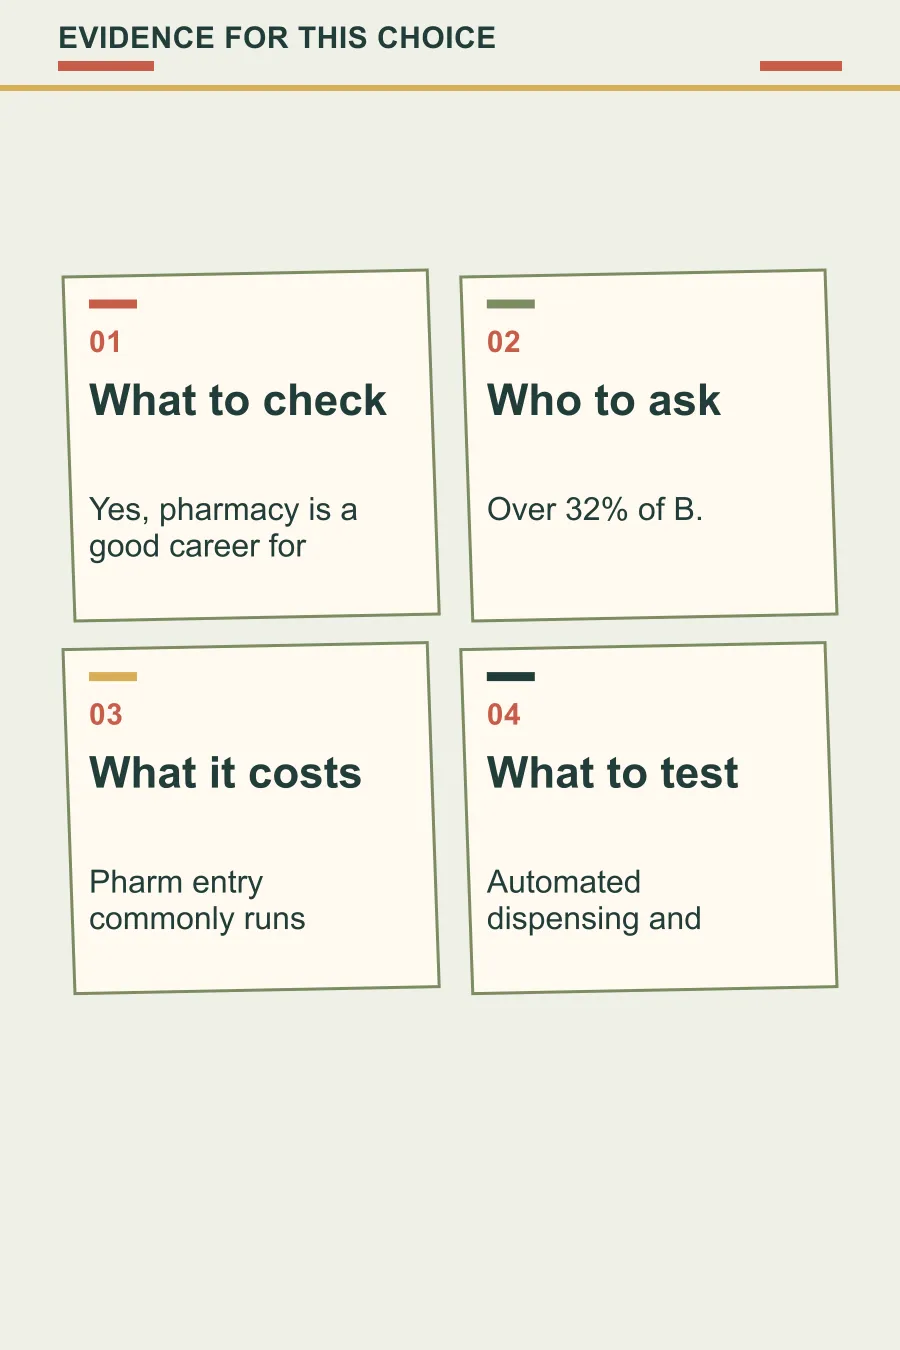 EVIDENCE FOR THIS CHOICE
01
What to check
Yes, pharmacy is a
good career for
02
Who to ask
Over 32% of B.
03
What it costs
Pharm entry
commonly runs
04
What to test
Automated
dispensing and